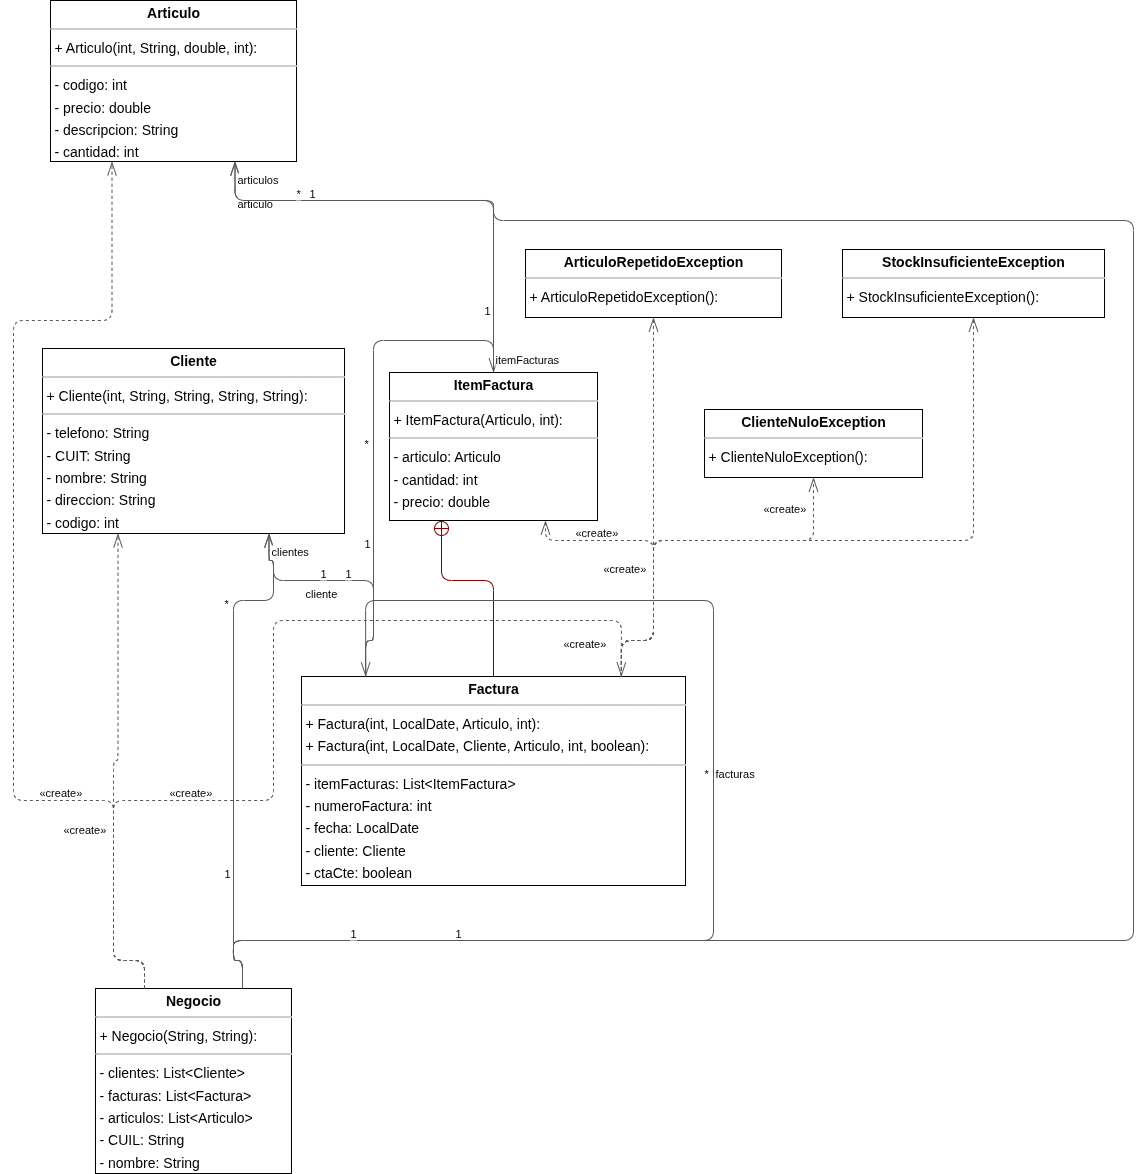 Articulo
+ Articulo(int, String, double, int):
- codigo: int
- precio: double
- descripcion: String
- cantidad: int
articulos
* 1
articulo
ArticuloRepetidoException
+ ArticuloRepetidoException():
StockInsuficienteException
+ StockInsuficienteException():
1
itemFacturas
Cliente
+ Cliente(int, String, String, String, String):
- telefono: String
- CUIT: String
- nombre: String
- direccion: String
- codigo: int
ItemFactura
+ ItemFactura(Articulo, int):
- articulo: Articulo
- cantidad: int
- precio: double
ClienteNuloException
+ ClienteNuloException():
*
«create»
«create»
1
clientes
«create»
1 1
cliente
*
«create»
Factura
+ Factura(int, LocalDate, Articulo, int):
+ Factura(int, LocalDate, Cliente, Articulo, int, boolean):
- itemFacturas: List<ItemFactura>
- numeroFactura: int
- fecha: LocalDate
- cliente: Cliente
- ctaCte: boolean
* facturas
«create»
«create»
«create»
1
1
1
Negocio
+ Negocio(String, String):
- clientes: List<Cliente>
- facturas: List<Factura>
- articulos: List<Articulo>
- CUIL: String
- nombre: String